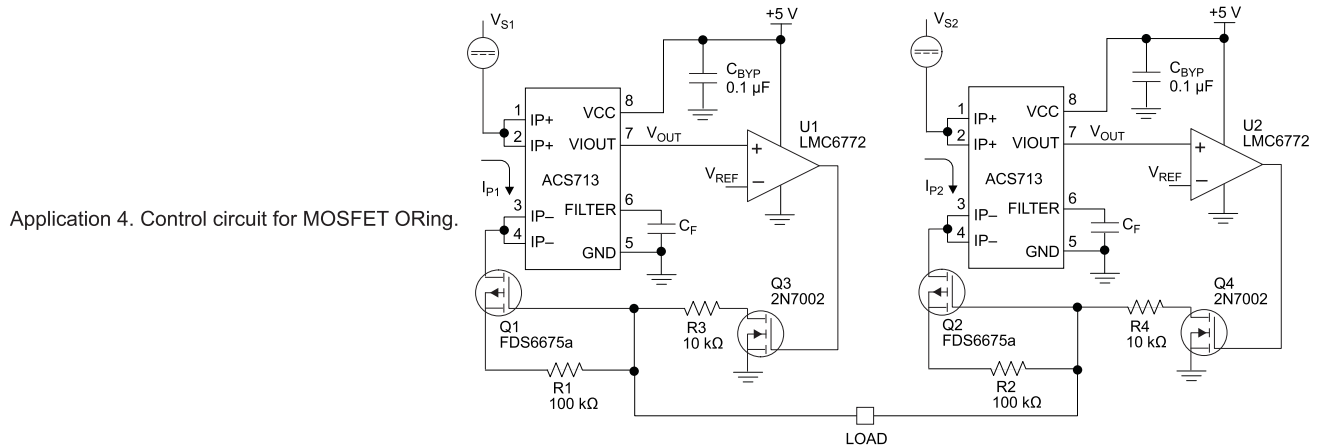 Application 4. Control circuit for MOSFET ORing.
VS1
+5 V
CBYP
0.1 µF
1
IP+
2
IP+
VCC
8
VIOUT
7
VOUT
U1
LMC6772
+
VREF
–
IP1
ACS713
3
IP–
4
IP–
FILTER
6
CF
GND
5
Q1
FDS6675a
R3
10 kΩ
Q3
2N7002
R1
100 kΩ
VS2
+5 V
CBYP
0.1 µF
1
IP+
2
IP+
VCC
8
VIOUT
7
VOUT
U2
LMC6772
+
VREF
–
IP2
ACS713
3
IP–
4
IP–
FILTER
6
CF
GND
5
Q2
FDS6675a
R4
10 kΩ
Q4
2N7002
R2
100 kΩ
LOAD